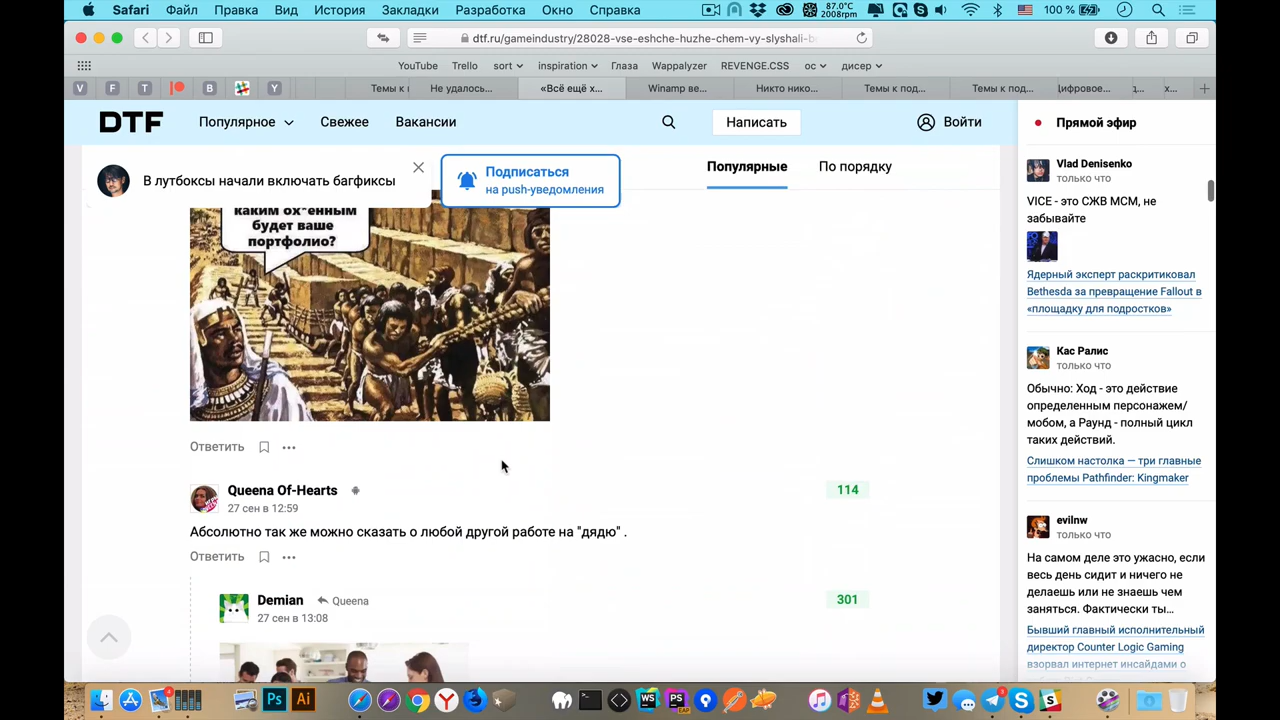 Safari Файл Правка Вид История Закладки Разработка Окно Справка
87.0°C
2008rpm
100 %
dtf.ru/gameindustry/28028-vse-eshche-huzhe-chem-vy-slyshali-b
YouTube Trello sort inspiration Глаза Wappalyzer REVENGE.CSS ос дисер
V F T B Y Темы к Не удалось... «Всё ещё х... Winamp ве... Никто нико... Темы к под... Темы к под... Цифровое... ц... х...
DTF Популярное Свежее Вакансии Написать Войти
Прямой эфир
В лутбоксы начали включать багфиксы
Подписаться
на push-уведомления
Популярные По порядку
каким ох*енным
будет ваше
портфолио?
Ответить
Queena Of-Hearts
27 сен в 12:59
114
Абсолютно так же можно сказать о любой другой работе на "дядю" .
Ответить
Demian Queena
27 сен в 13:08
301
Vlad Denisenko
только что
VICE - это СЖВ МСМ, не
забывайте
Ядерный эксперт раскритиковал
Bethesda за превращение Fallout в
«площадку для подростков»
Кас Ралис
только что
Обычно: Ход - это действие
определенным персонажем/
мобом, а Раунд - полный цикл
таких действий.
Слишком настолка — три главные
проблемы Pathfinder: Kingmaker
evilnw
только что
На самом деле это ужасно, если
весь день сидит и ничего не
делаешь или не знаешь чем
заняться. Фактически ты...
Бывший главный исполнительный
директор Counter Logic Gaming
взорвал интернет инсайдами о
Ps Ai WS PS